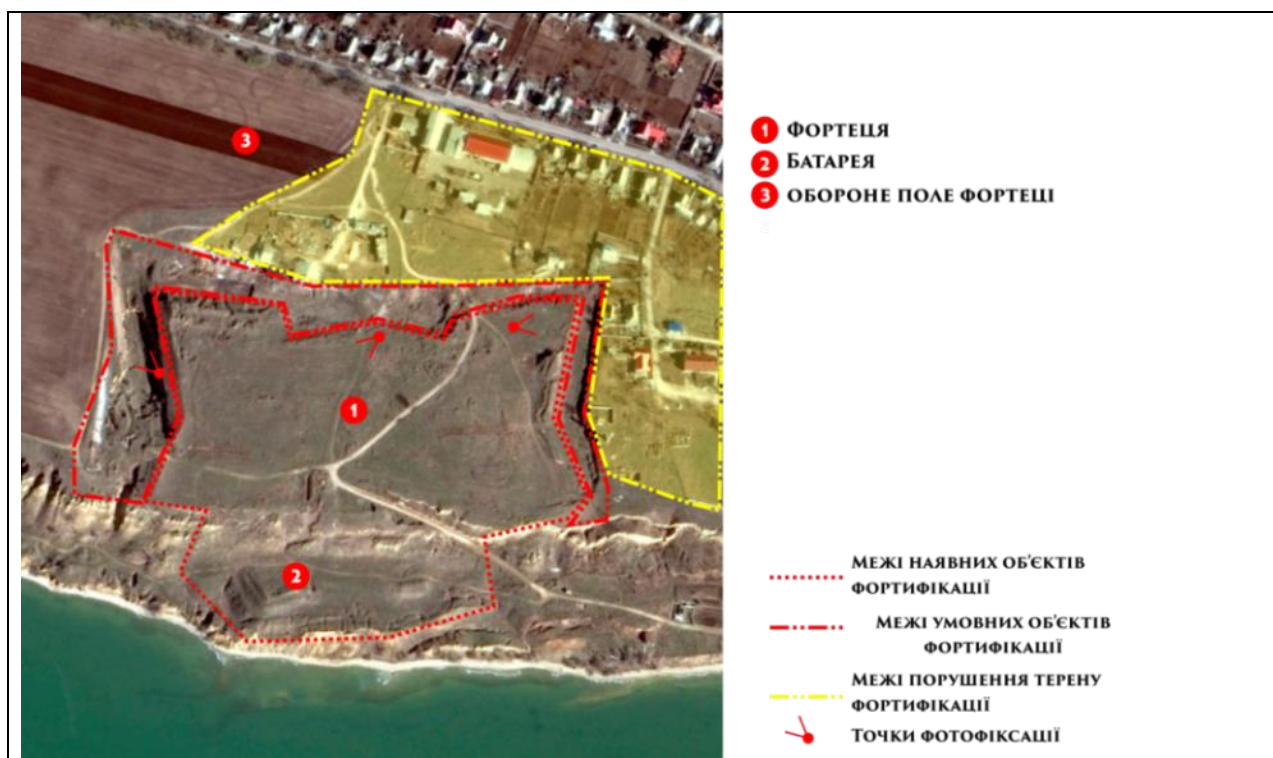 3
1
2
1 Фортеця
2 Батарея
3 оборонe поле фортеці
Межі наявних об'єктів
фортифікації
Межі умовних об'єктів
фортифікації
Межі порушення терену
фортифікації
Точки фотофіксації